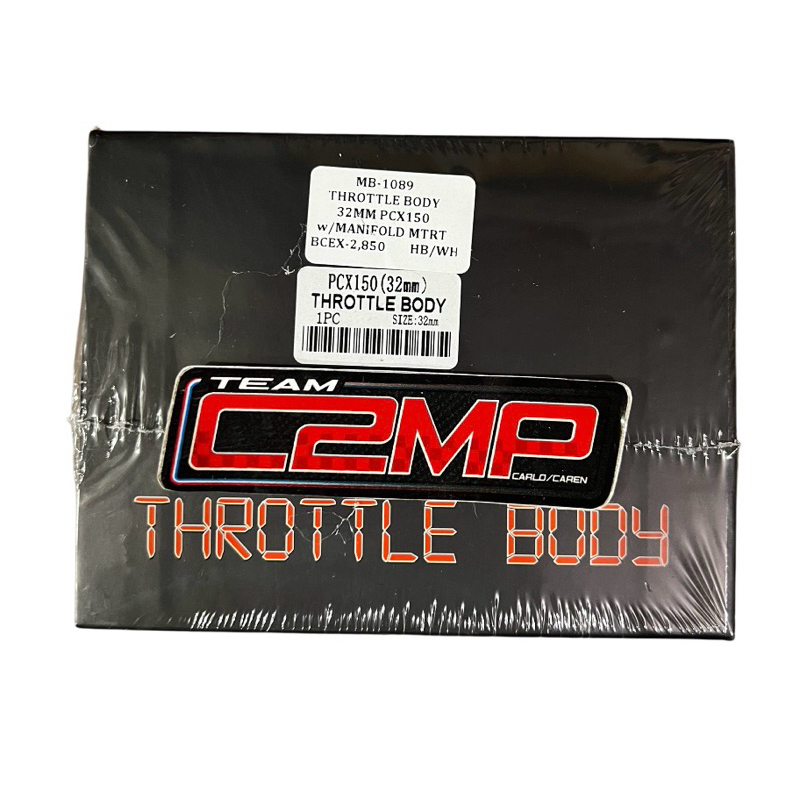 MB-1089
THROTTLE BODY
32MM PCX150
w/MANIFOLD MTRT
BCEX-2,850 HB/WH
PCX150(32mm)
THROTTLE BODY
1PC SIZE:32mm
TEAM
C2MP
CARLO/CAREN
THROTTLE BODY